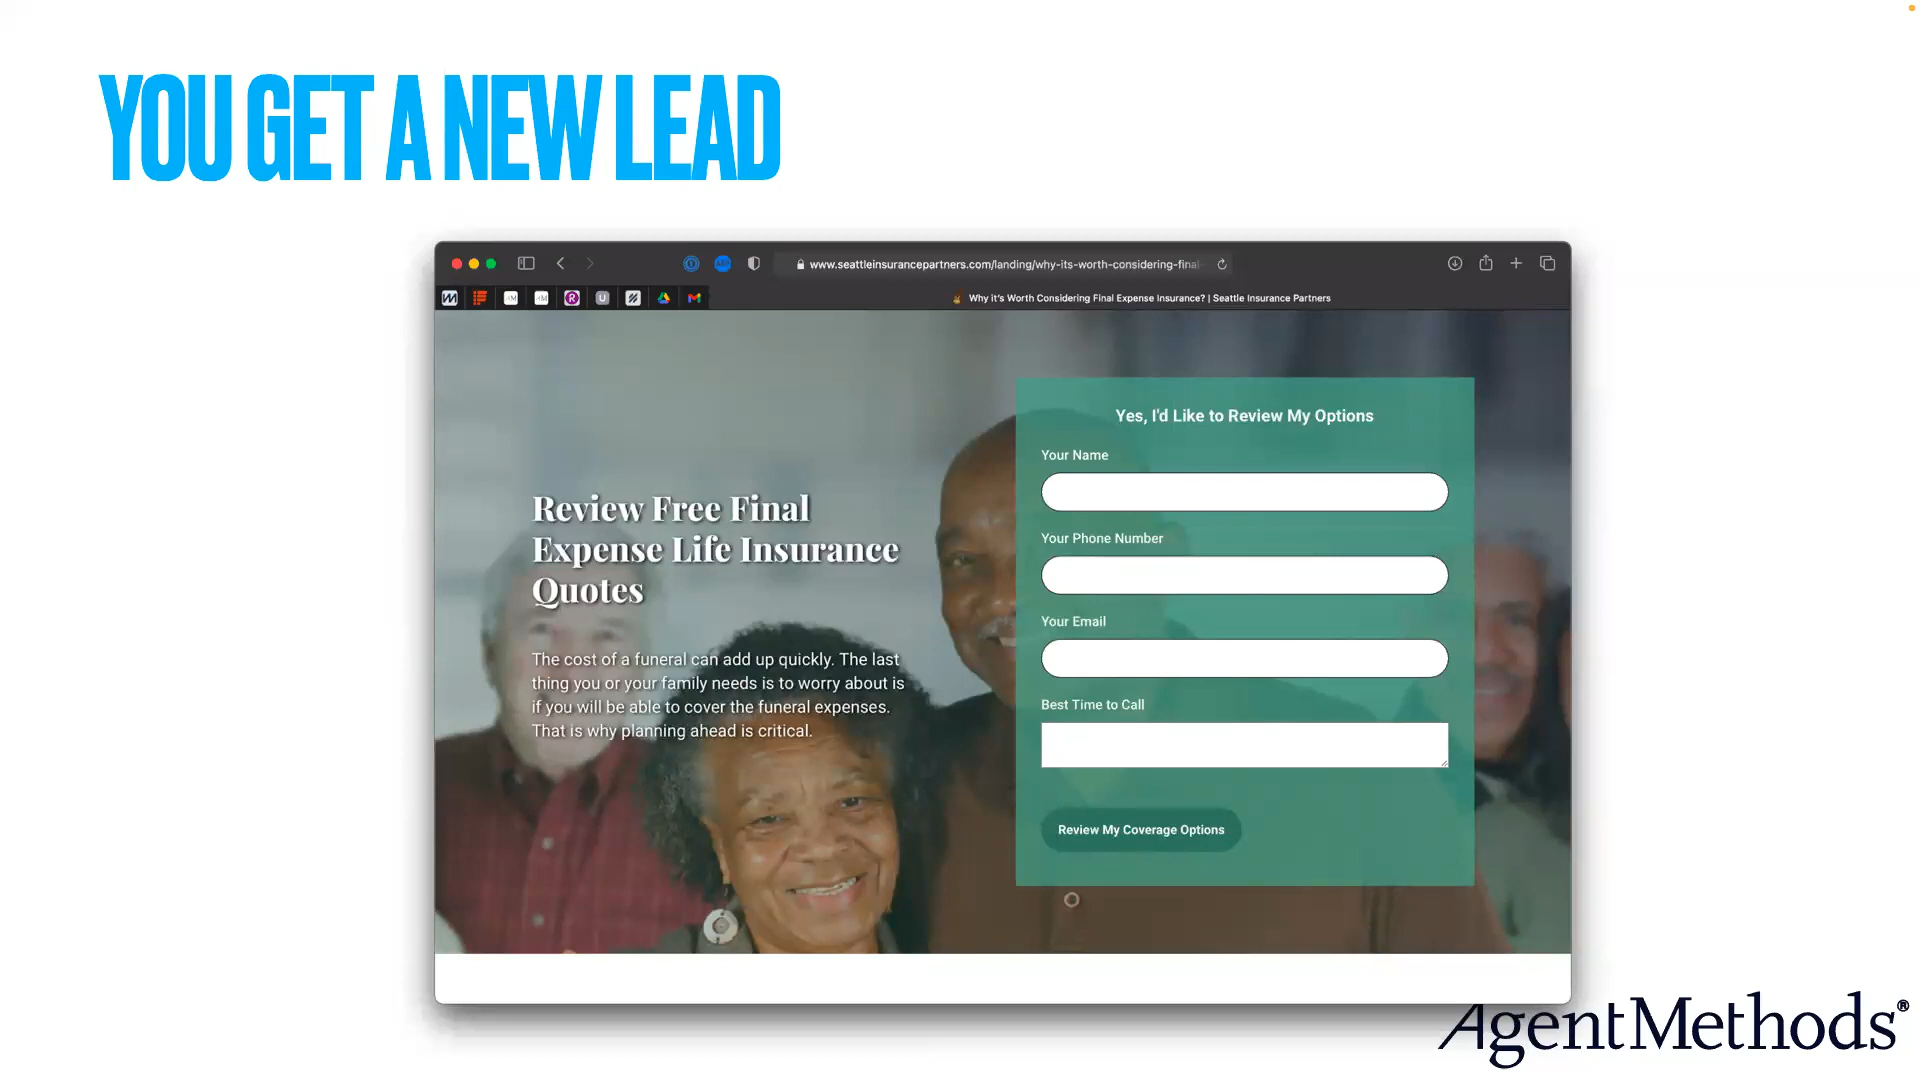 YOU GET A NEW LEAD
www.seattleinsurancepartners.com/landing/why-its-worth-considering-final-
Why it's Worth Considering Final Expense Insurance? | Seattle Insurance Partners
Review Free Final
Expense Life Insurance
Quotes
The cost of a funeral can add up quickly. The last
thing you or your family needs is to worry about is
if you will be able to cover the funeral expenses.
That is why planning ahead is critical.
Yes, I'd Like to Review My Options
Your Name
Your Phone Number
Your Email
Best Time to Call
Review My Coverage Options
AgentMethods®